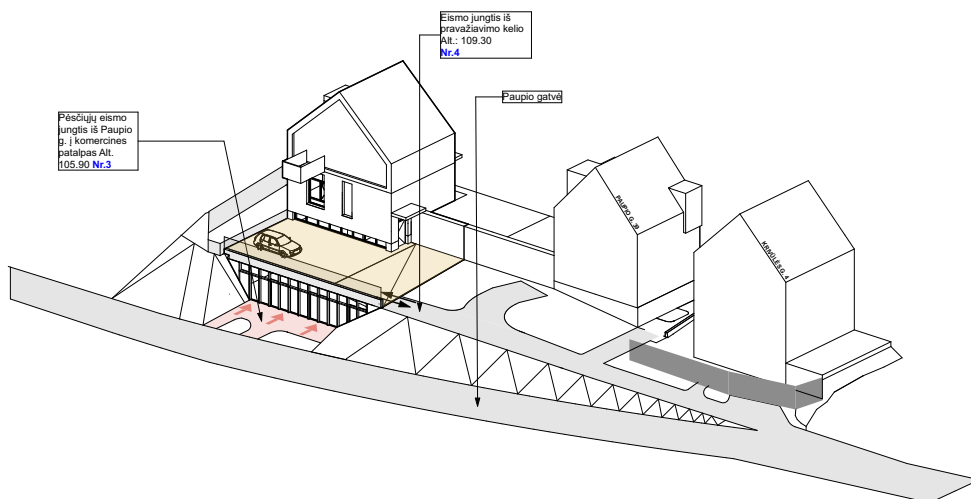 Eismo jungtis iš
pravažiavimo kelio
Alt.: 109.30
Nr.4
Paupio gatvė
Pėsčiųjų eismo
jungtis iš Paupio
g. į komercines
patalpas Alt.
105.90 Nr.3
PAUPIO G. 39
KRIVŪLĖS G. 4